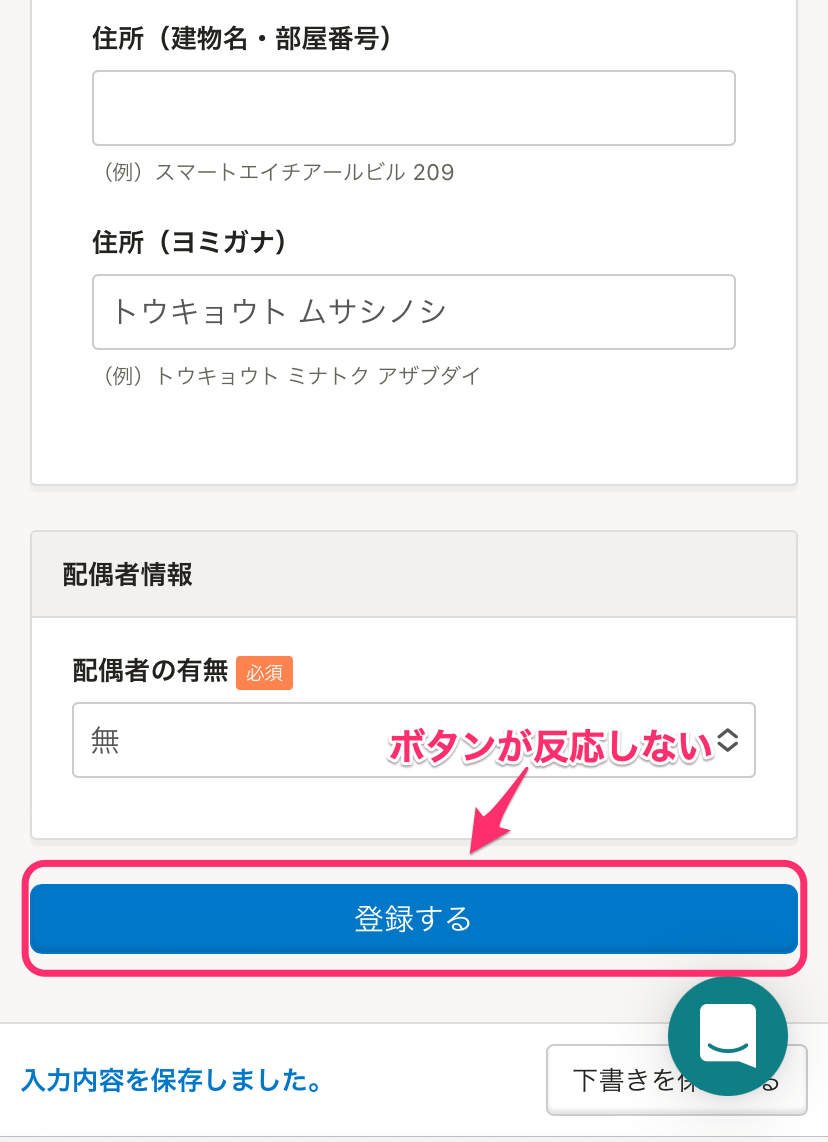 住所（建物名・部屋番号）
（例）スマートエイチアールビル 209
住所（ヨミガナ）
トウキョウト ムサシノシ
（例）トウキョウト ミナトク アザブダイ
配偶者情報
配偶者の有無 必須
無
ボタンが反応しない
登録する
入力内容を保存しました。
下書きを保 る